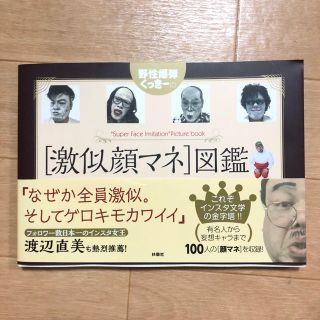 野性爆弾
くっきーの
"Super Face Imitation" Picture book
[激似顔マネ]図鑑
『なぜか全員激似。
そしてゲロキモカワイイ』
フォロワー数日本一のインスタ女王
渡辺直美も熱烈推薦!
これぞ
インスタ文学
の金字塔!!
有名人から
妄想キャラまで
100人の[顔マネ]を収録!
扶桑社